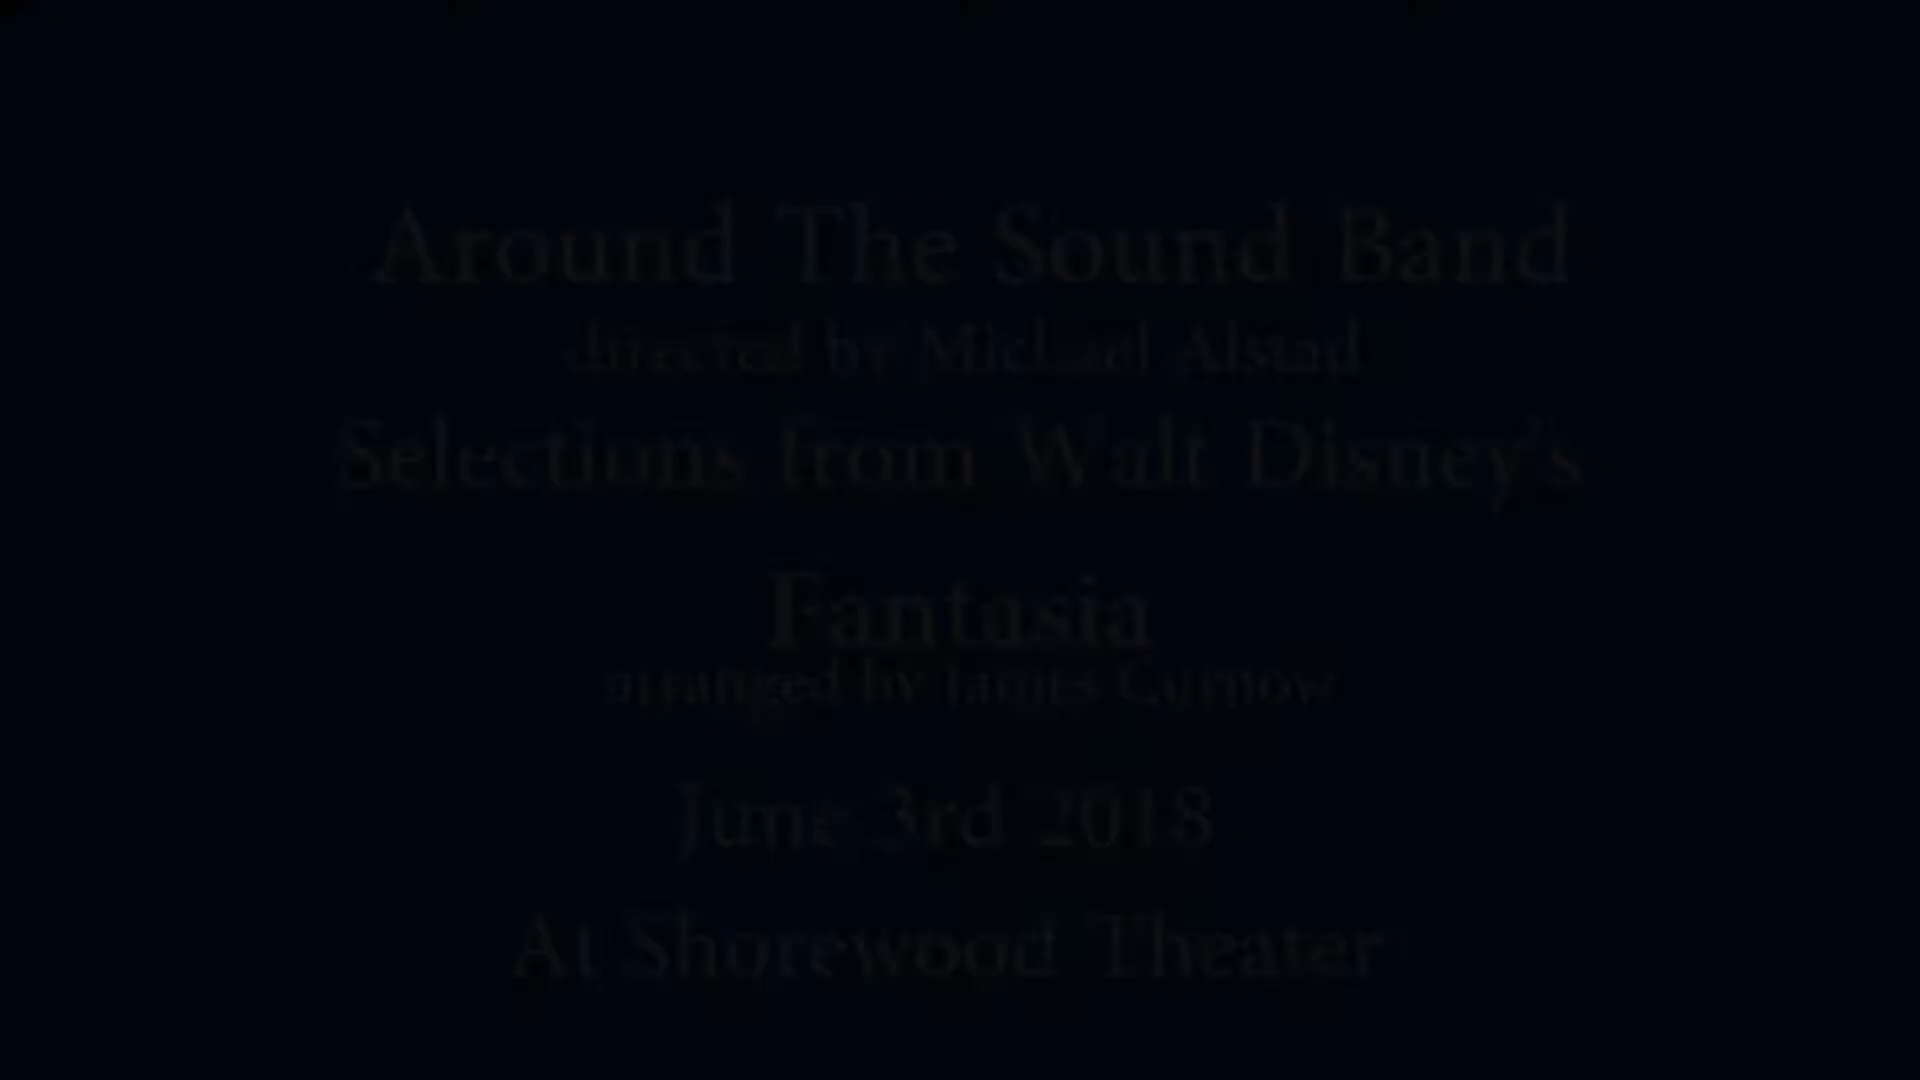 Around The Sound Band
directed by Michael Alstad
Selections from Walt Disney's
Fantasia
arranged by James Curnow
June 3rd 2018
At Shorewood Theater